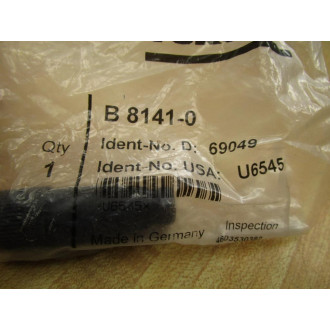 B 8141-0
Qty Ident-No. D: 69049
1 Ident-No. USA: U6545
Made in Germany
Inspection